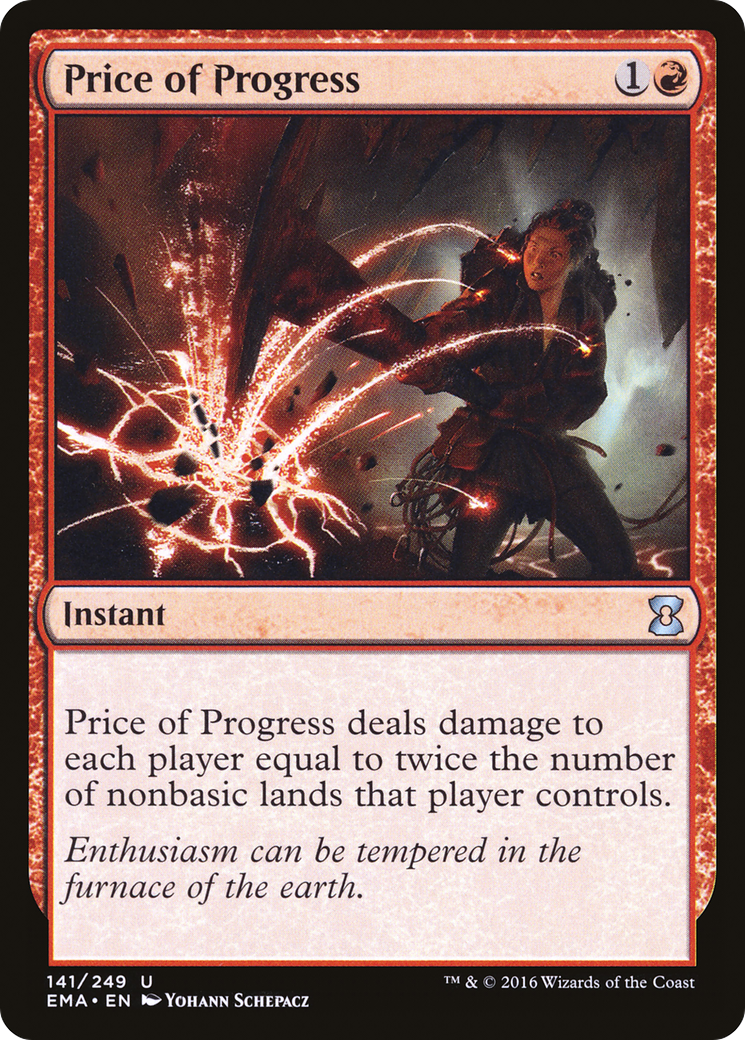 Price of Progress 1
Instant
Price of Progress deals damage to
each player equal to twice the number
of nonbasic lands that player controls.
Enthusiasm can be tempered in the
furnace of the earth.
141/249 U
EMA • EN Yohann Schepacz
™ & © 2016 Wizards of the Coast